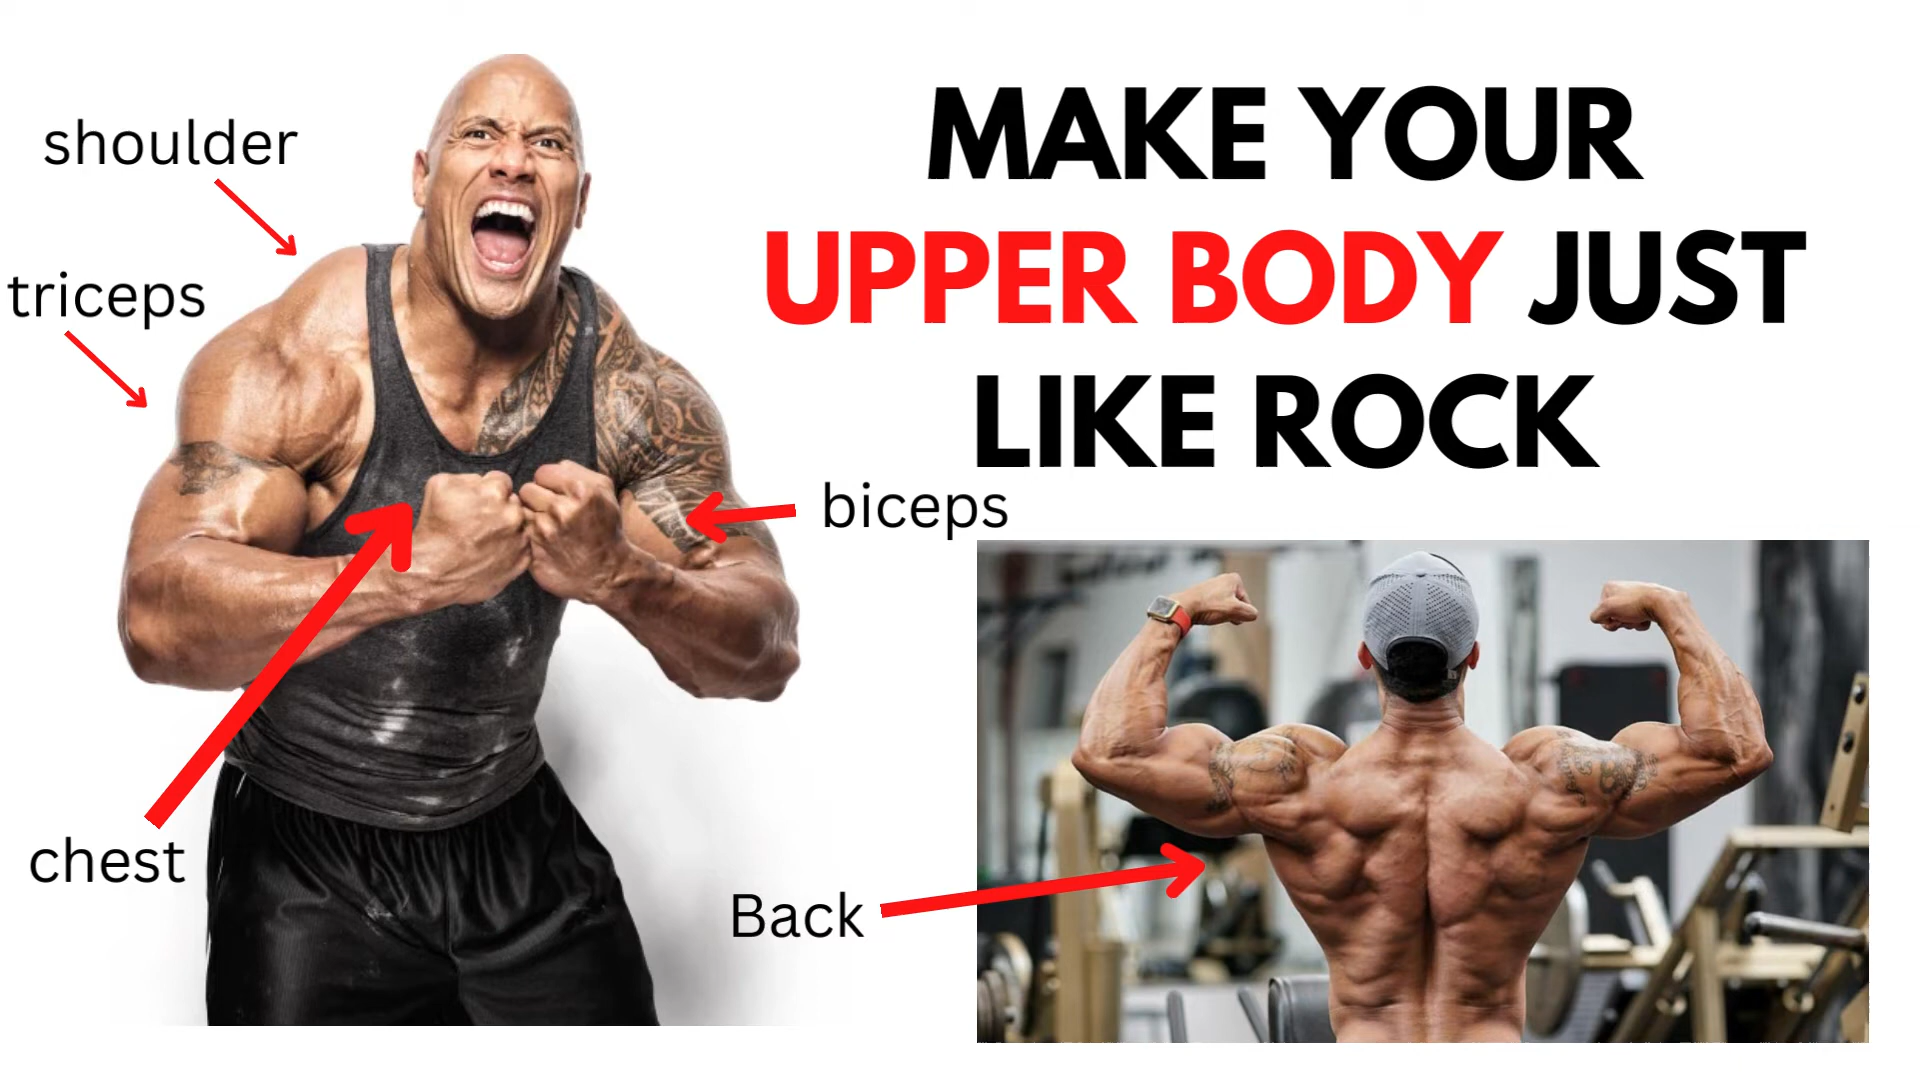 MAKE YOUR
UPPER BODY JUST
LIKE ROCK
shoulder
triceps
biceps
chest
Back